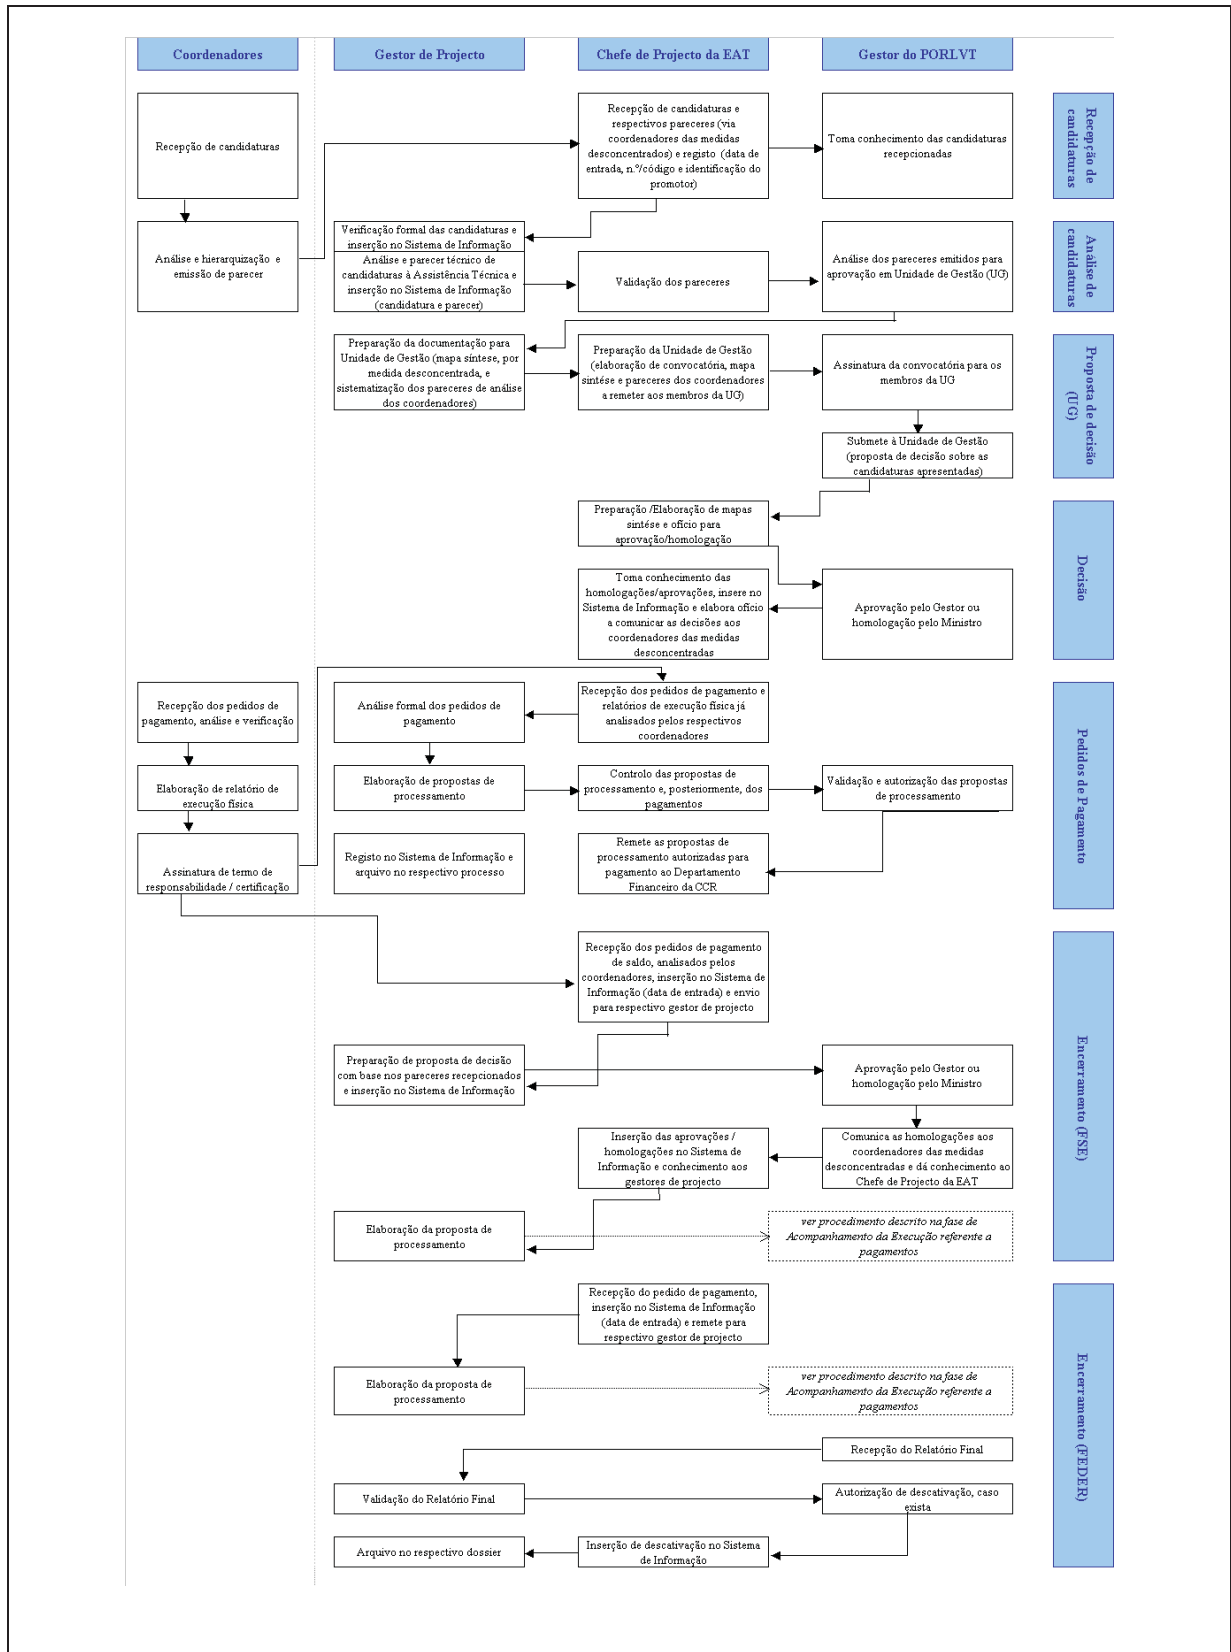 Coordenadores
Gestor de Projecto
Chefe de Projecto da EAT
Gestor do PORLVT
Recepção de candidaturas
Recepção de candidaturas e
respectivos pareceres (via
coordenadores das medidas
desconcentrados) e registo (data de
entrada, n.º/código e identificação do
promotor)
Toma conhecimento das candidaturas
recepcionadas
Recepção de
candidaturas
Análise e hierarquização e
emissão de parecer
Verificação formal das candidaturas e
inserção no Sistema de Informação
Análise e parecer técnico de
candidaturas à Assistência Técnica e
inserção no Sistema de Informação
(candidatura e parecer)
Validação dos pareceres
Análise dos pareceres emitidos para
aprovação em Unidade de Gestão (UG)
Análise de
candidaturas
Preparação da documentação para
Unidade de Gestão (mapa síntese, por
medida desconcentrada, e
sistematização dos pareceres de análise
dos coordenadores)
Preparação da Unidade de Gestão
(elaboração de convocatória, mapa
sintése e pareceres dos coordenadores
a remeter aos membros da UG)
Assinatura da convocatória para os
membros da UG
Submete à Unidade de Gestão
(proposta de decisão sobre as
candidaturas apresentadas)
Proposta de decisão
(UG)
Preparação /Elaboração de mapas
sintése e ofício para
aprovação/homologação
Toma conhecimento das
homologações/aprovações, insere no
Sistema de Informação e elabora ofício
a comunicar as decisões aos
coordenadores das medidas
desconcentradas
Aprovação pelo Gestor ou
homologação pelo Ministro
Decisão
Recepção dos pedidos de
pagamento, análise e verificação
Análise formal dos pedidos de
pagamento
Recepção dos pedidos de pagamento e
relatórios de execução física já
analisados pelos respectivos
coordenadores
Elaboração de relatório de
execução física
Elaboração de propostas de
processamento
Controlo das propostas de
processamento e, posteriormente, dos
pagamentos
Validação e autorização das propostas
de processamento
Assinatura de termo de
responsabilidade / certificação
Registo no Sistema de Informação e
arquivo no respectivo processo
Remete as propostas de
processamento autorizadas para
pagamento ao Departamento
Financeiro da CCR
Pedidos de Pagamento
Recepção dos pedidos de pagamento
de saldo, analisados pelos
coordenadores, inserção no Sistema de
Informação (data de entrada) e envio
para respectivo gestor de projecto
Preparação de proposta de decisão
com base nos pareceres recepcionados
e inserção no Sistema de Informação
Aprovação pelo Gestor ou
homologação pelo Ministro
Inserção das aprovações /
homologações no Sistema de
Informação e conhecimento aos
gestores de projecto
Comunica as homologações aos
coordenadores das medidas
desconcentradas e dá conhecimento ao
Chefe de Projecto da EAT
Elaboração da proposta de
processamento
ver procedimento descrito na fase de
Acompanhamento da Execução referente a
pagamentos
Encerramento (FSE)
Recepção do pedido de pagamento,
inserção no Sistema de Informação
(data de entrada) e remete para
respectivo gestor de projecto
Elaboração da proposta de
processamento
ver procedimento descrito na fase de
Acompanhamento da Execução referente a
pagamentos
Recepção do Relatório Final
Validação do Relatório Final
Autorização de descativação, caso
exista
Arquivo no respectivo dossier
Inserção de descativação no Sistema
de Informação
Encerramento (FEDER)